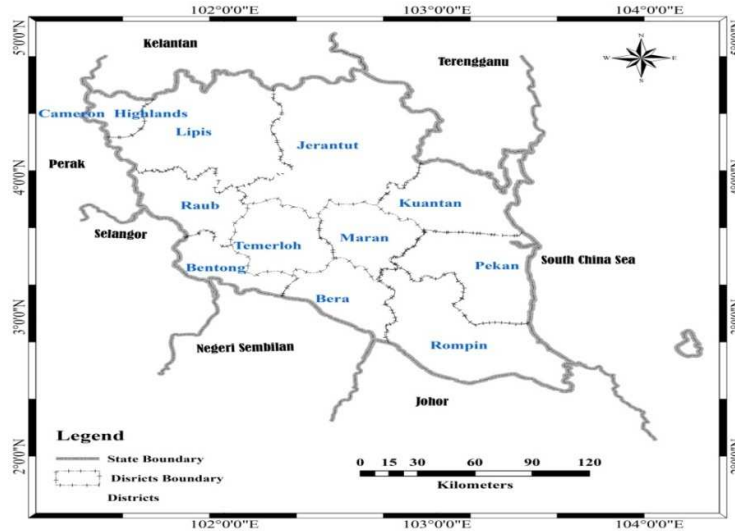 102°0'0"E 103°0'0"E 104°0'0"E
5°0'0"N
Kelantan
Terengganu
N
W E
S
Cameron Highlands
Lipis
Jerantut
Perak
4°0'0"N
Raub
Kuantan
Selangor
Temerloh
Maran
Bentong
Pekan
South China Sea
Bera
3°0'0"N
Negeri Sembilan
Rompin
Johor
Legend
State Boundary
Disricts Boundary
Districts
2°0'0"N
0 15 30 60 90 120
Kilometers
102°0'0"E 103°0'0"E 104°0'0"E